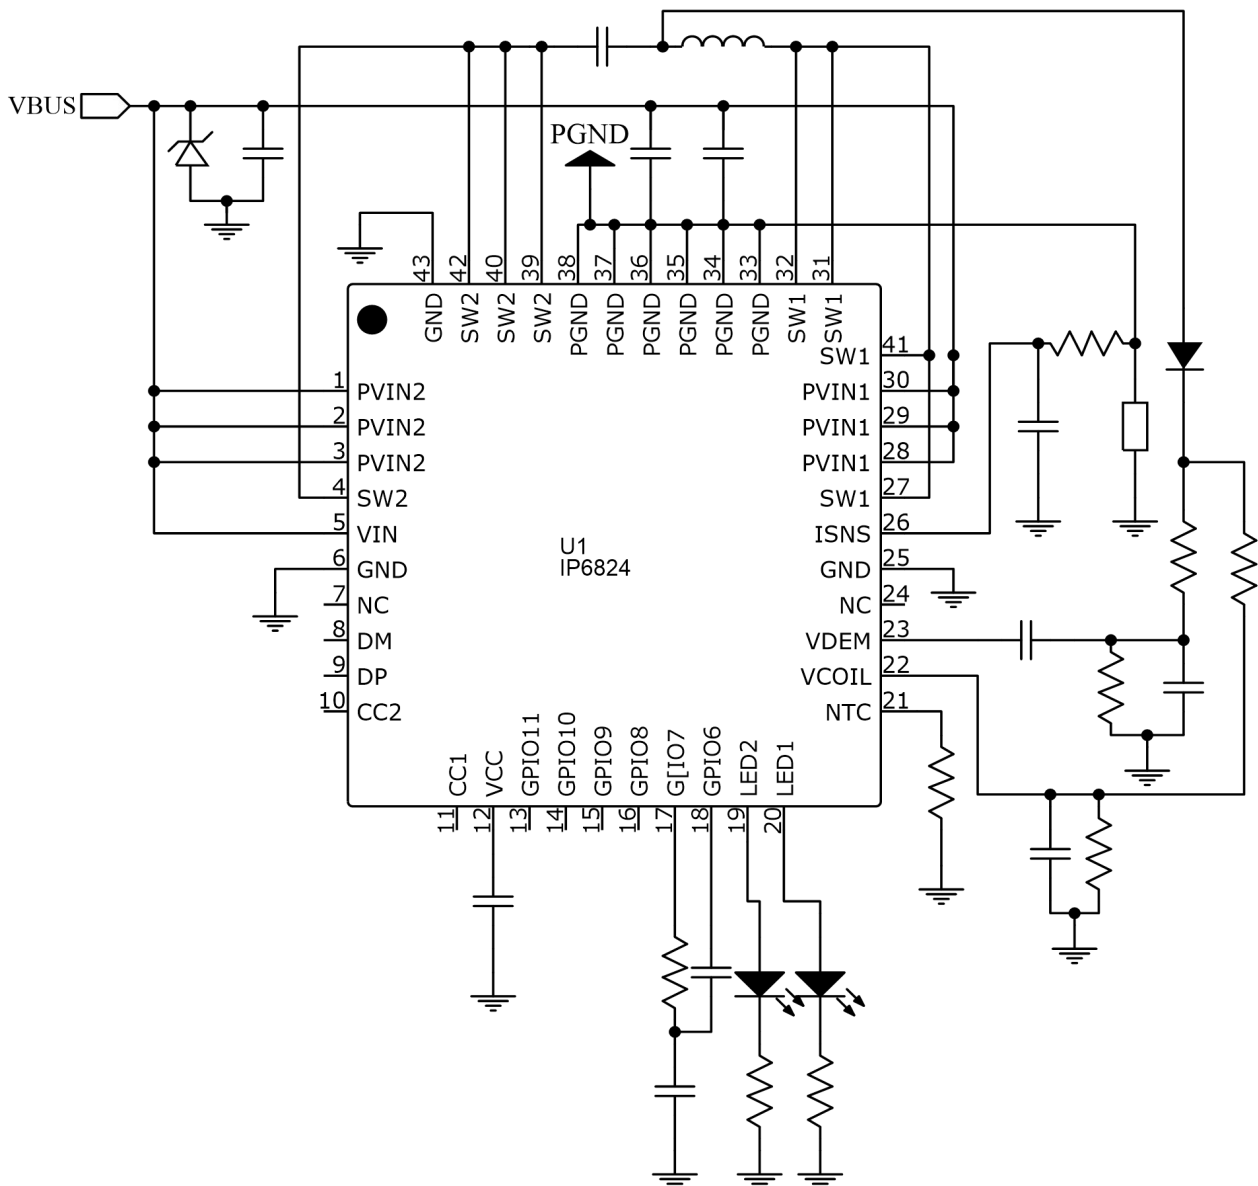 VBUS
PGND
43 42 40 39 38 37 36 35 34 33 32 31
GND SW2 SW2 SW2 PGND PGND PGND PGND PGND PGND SW1 SW1
SW1 41
1 PVIN2 PVIN1 30
2 PVIN2 PVIN1 29
3 PVIN2 PVIN1 28
4 SW2 SW1 27
5 VIN ISNS 26
U1
IP6824
6 GND GND 25
7 NC NC 24
8 DM VDEM 23
9 DP VCOIL 22
10 CC2 NTC 21
CC1 VCC GPIO11 GPIO10 GPIO9 GPIO8 G[IO7 GPIO6 LED2 LED1
11 12 13 14 15 16 17 18 19 20